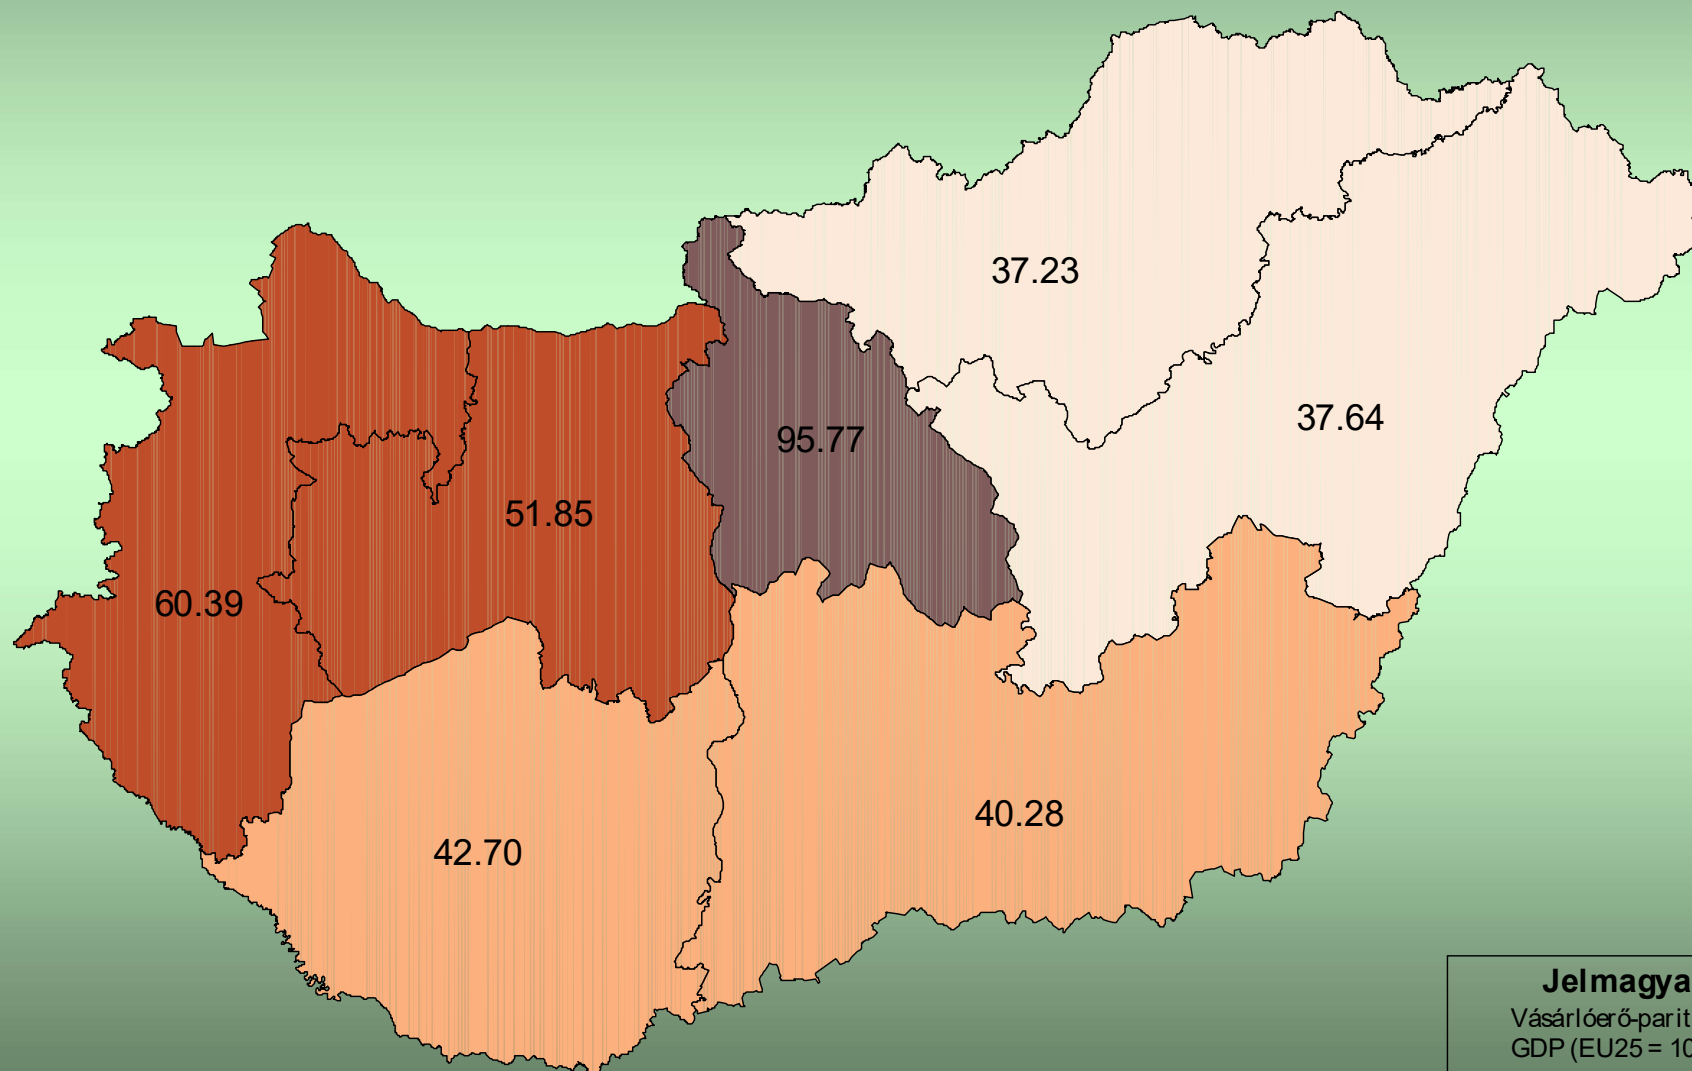 37.23
37.64
95.77
51.85
60.39
40.28
42.70
Jelmagya
Vásárlóerő-parit
GDP (EU25 = 10